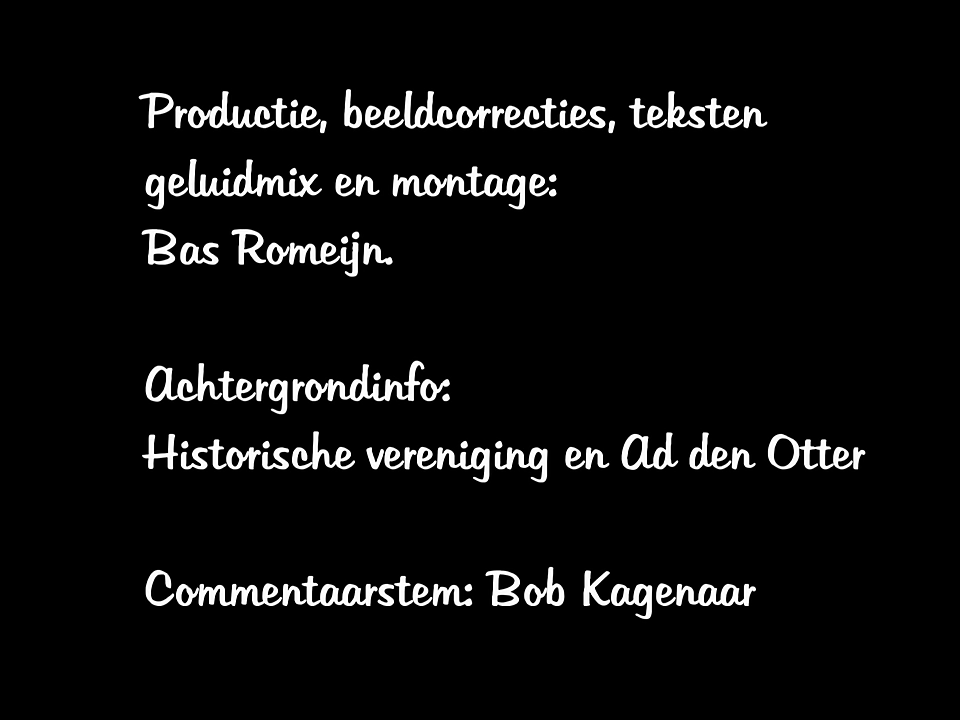 Productie, beeldcorrecties, teksten
geluidmix en montage:
Bas Romeijn.
Achtergrondinfo:
Historische vereniging en Ad den Otter
Commentaarstem: Bob Kagenaar